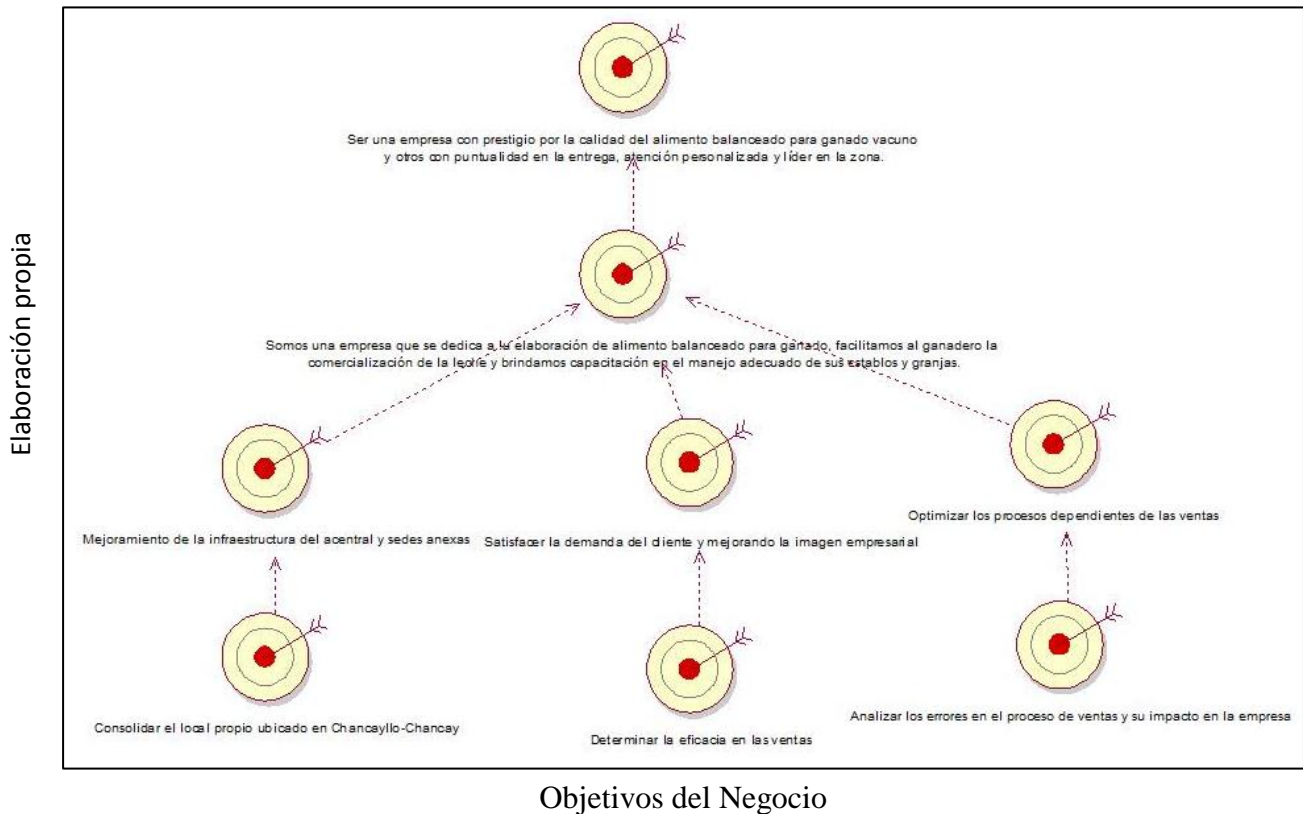 Elaboración propia
Ser una empresa con prestigio por la calidad del alimento balanceado para ganado vacuno
y otros con puntualidad en la entrega, atención personalizada y líder en la zona.
Somos una empresa que se dedica a la elaboración de alimento balanceado para ganado, facilitamos al ganadero la
comercialización de la leche y brindamos capacitación en el manejo adecuado de sus establos y granjas.
Mejoramiento de la infraestructura del acentral y sedes anexas
Satisfacer la demanda del cliente y mejorando la imagen empresarial
Optimizar los procesos dependientes de las ventas
Consolidar el local propio ubicado en Chancayllo-Chancay
Determinar la eficacia en las ventas
Analizar los errores en el proceso de ventas y su impacto en la empresa
Objetivos del Negocio